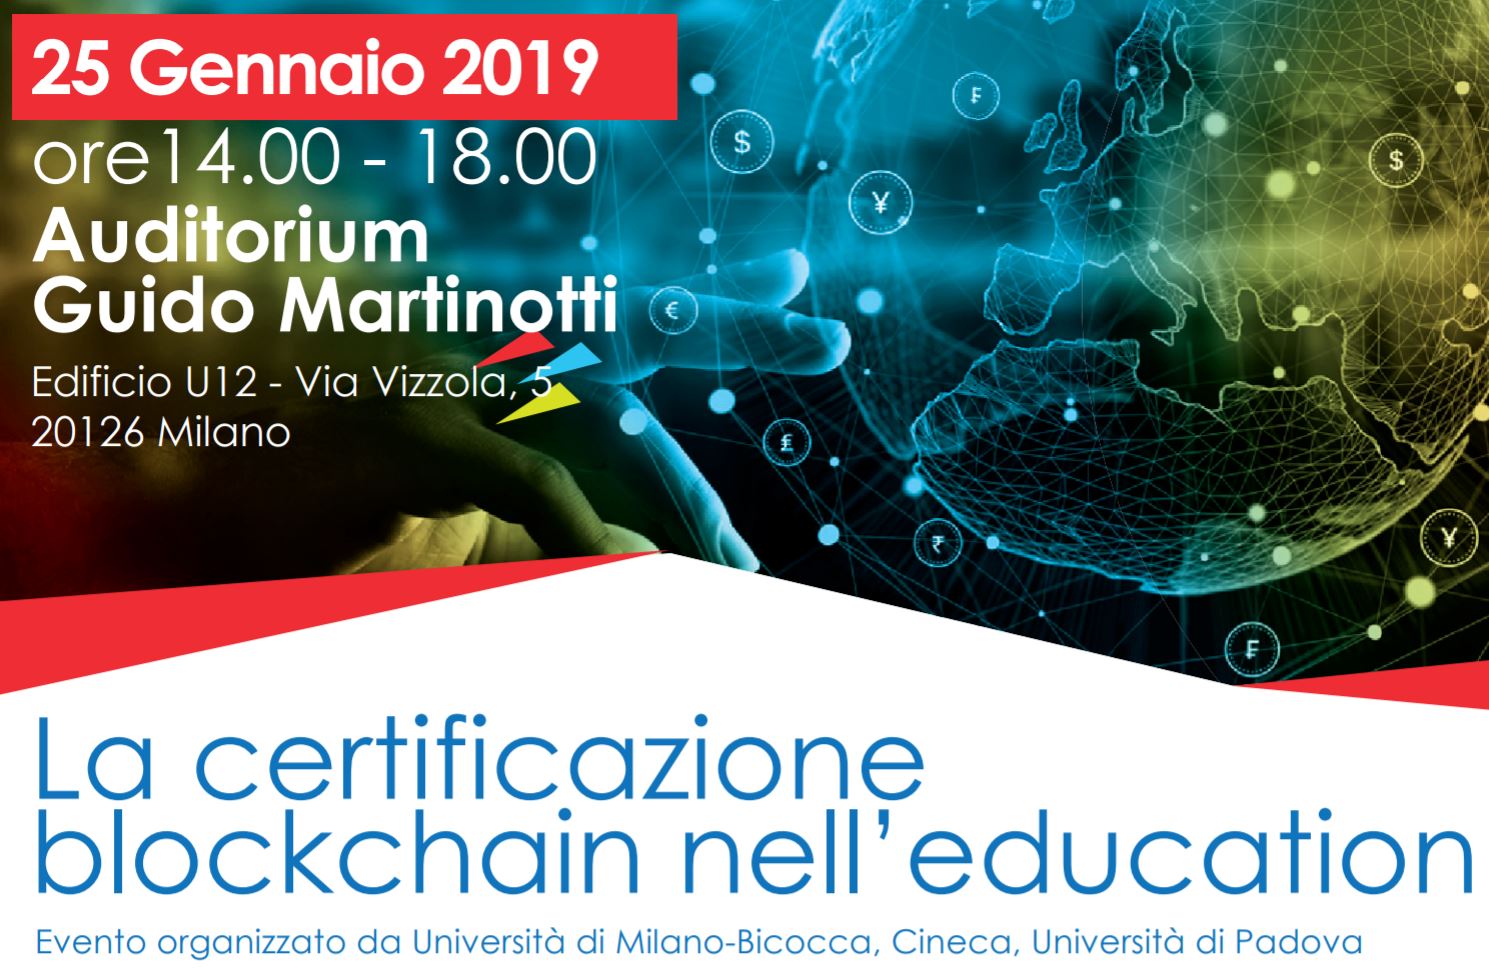 25 Gennaio 2019
ore14.00 - 18.00
Auditorium
Guido Martinotti
Edificio U12 - Via Vizzola, 5
20126 Milano
La certificazione
blockchain nell'education
Evento organizzato da Università di Milano-Bicocca, Cineca, Università di Padova